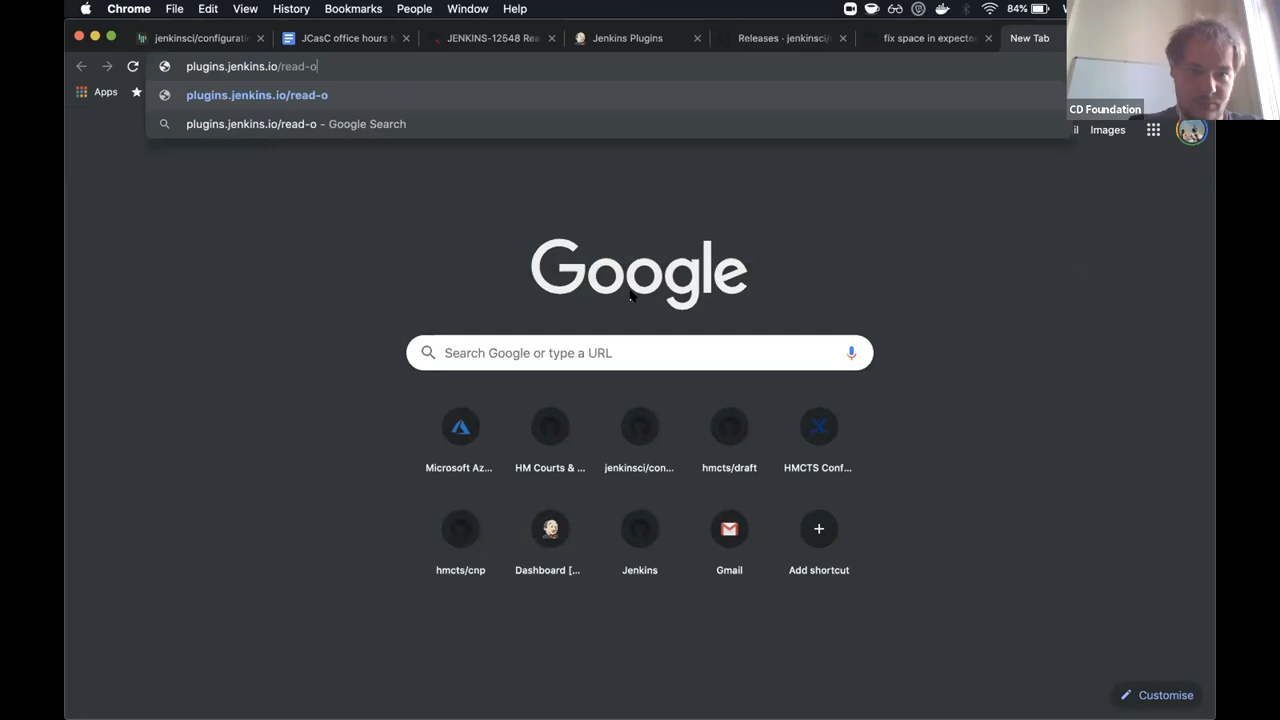 Chrome File Edit View History Bookmarks People Window Help
84%
jenkinsci/configurati
JCasC office hours
JENKINS-12548 Rea
Jenkins Plugins
Releases · jenkinsci/
fix space in expecte
New Tab
plugins.jenkins.io/read-o
Apps
plugins.jenkins.io/read-o
plugins.jenkins.io/read-o - Google Search
CD Foundation
il Images
Google
Search Google or type a URL
Microsoft Az... HM Courts & ... jenkinsci/con... hmcts/draft HMCTS Conf...
hmcts/cnp Dashboard [... Jenkins Gmail Add shortcut
Customise